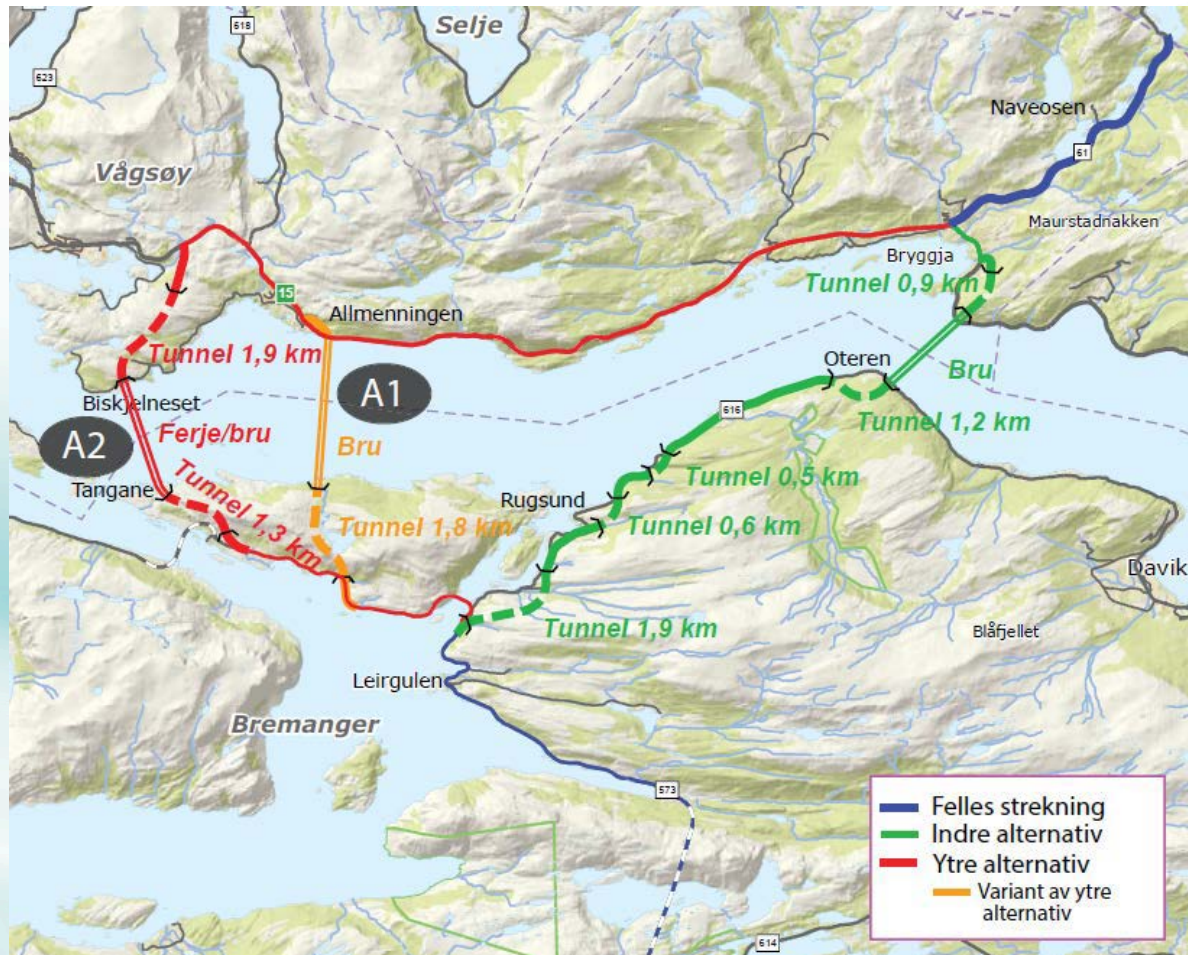 618
Selje
623
Naveosen
61
Vågsøy
Maurstadnakken
Bryggja
Tunnel 0,9 km
15
Allmenningen
Tunnel 1,9 km
Oteren
Bru
A1
Biskjelneset
616
Tunnel 1,2 km
A2
Ferje/bru
Bru
Tangane
Tunnel 0,5 km
Rugsund
Tunnel 1,3 km
Tunnel 1,8 km
Tunnel 0,6 km
Davik
Tunnel 1,9 km
Blåfjellet
Leirgulen
Bremanger
573
Felles strekning
Indre alternativ
Ytre alternativ
Variant av ytre
alternativ
614